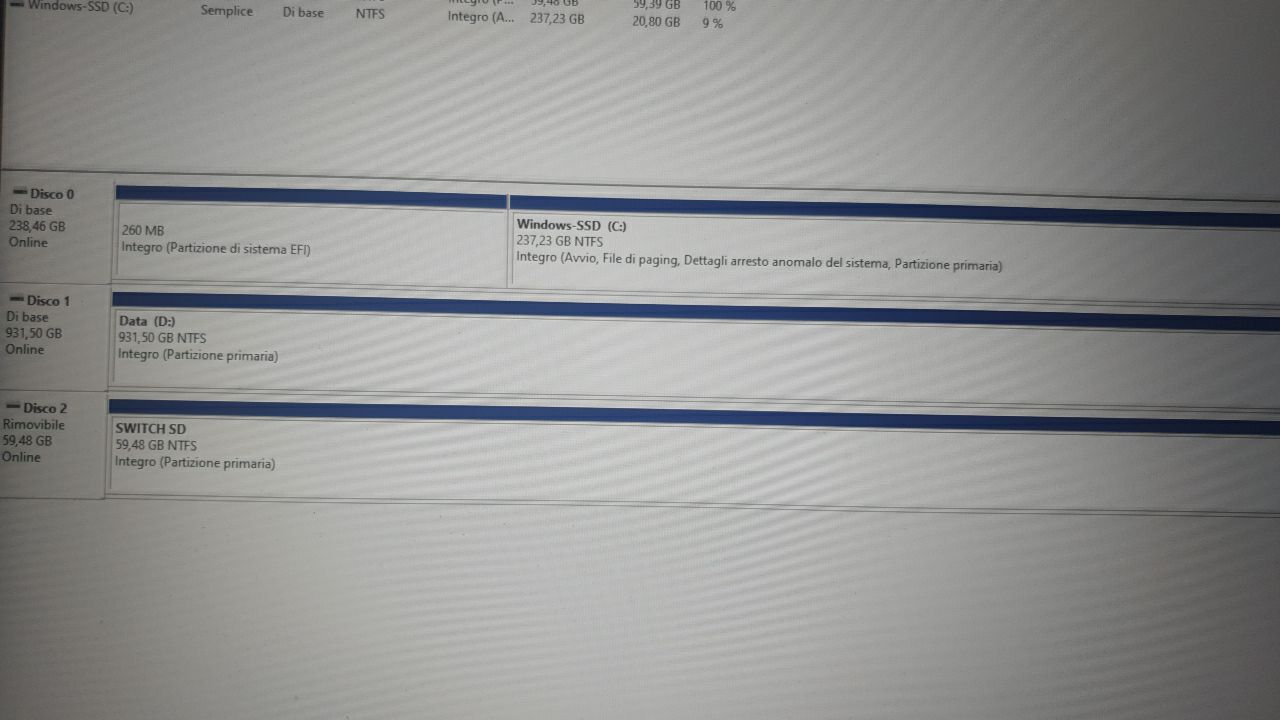 Windows-SSD (C:) Semplice Di base NTFS Integro (A... 237,23 GB 20,80 GB 9 %
59,48 GB 59,39 GB 100 %
Disco 0
Di base
238,46 GB
Online
260 MB
Integro (Partizione di sistema EFI)
Windows-SSD (C:)
237,23 GB NTFS
Integro (Avvio, File di paging, Dettagli arresto anomalo del sistema, Partizione primaria)
Disco 1
Di base
931,50 GB
Online
Data (D:)
931,50 GB NTFS
Integro (Partizione primaria)
Disco 2
Rimovibile
59,48 GB
Online
SWITCH SD
59,48 GB NTFS
Integro (Partizione primaria)